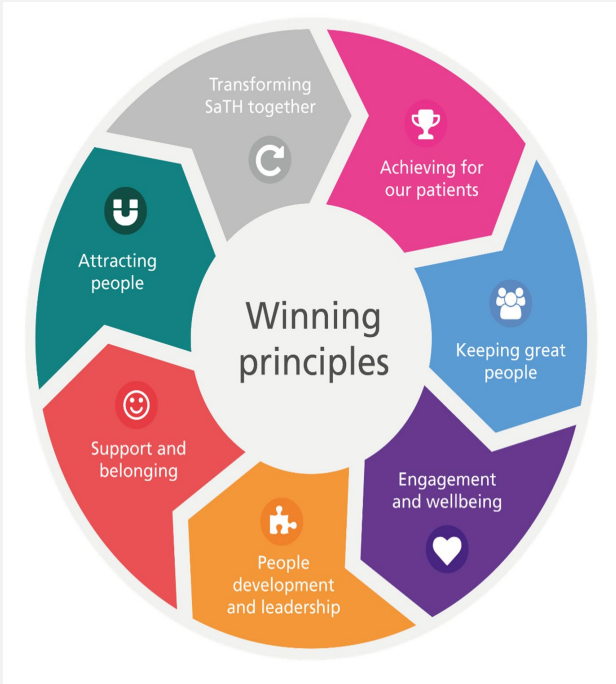 Transforming
SaTH together
Achieving for
our patients
Keeping great
people
Engagement
and wellbeing
People
development
and leadership
Support and
belonging
Attracting
people
Winning
principles